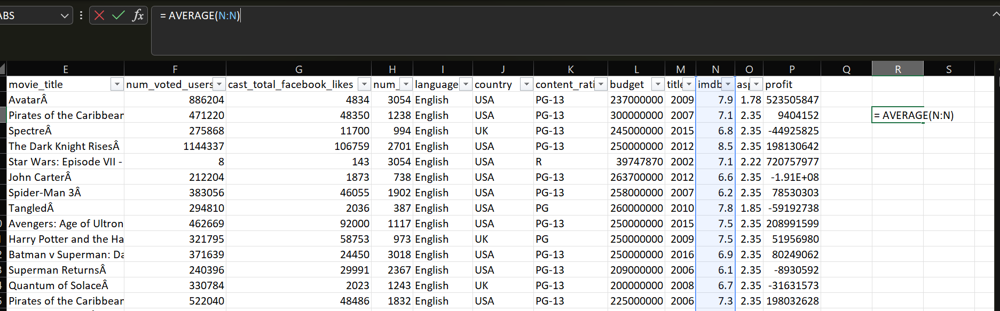 ABS fx = AVERAGE(N:N)
E F G H I J K L M N O P Q R S
movie_title num_voted_users cast_total_facebook_likes num_ language country content_rati budget title imdb asp profit
AvatarÂ 886204 4834 3054 English USA PG-13 237000000 2009 7.9 1.78 523505847
Pirates of the Caribbean 471220 48350 1238 English USA PG-13 300000000 2007 7.1 2.35 9404152 = AVERAGE(N:N)
SpectreÂ 275868 11700 994 English UK PG-13 245000000 2015 6.8 2.35 -44925825
The Dark Knight RisesÂ 1144337 106759 2701 English USA PG-13 250000000 2012 8.5 2.35 198130642
Star Wars: Episode VII - 8 143 3054 English USA R 39747870 2002 7.1 2.22 720757977
John CarterÂ 212204 1873 738 English USA PG-13 263700000 2012 6.6 2.35 -1.91E+08
Spider-Man 3Â 383056 46055 1902 English USA PG-13 258000000 2007 6.2 2.35 78530303
TangledÂ 294810 2036 387 English USA PG 260000000 2010 7.8 1.85 -59192738
Avengers: Age of Ultron 462669 92000 1117 English USA PG-13 250000000 2015 7.5 2.35 208991599
Harry Potter and the Ha 321795 58753 973 English UK PG 250000000 2009 7.5 2.35 51956980
Batman v Superman: Da 371639 24450 3018 English USA PG-13 250000000 2016 6.9 2.35 80249062
Superman ReturnsÂ 240396 29991 2367 English USA PG-13 209000000 2006 6.1 2.35 -8930592
Quantum of SolaceÂ 330784 2023 1243 English UK PG-13 200000000 2008 6.7 2.35 -31631573
Pirates of the Caribbean 522040 48486 1832 English USA PG-13 225000000 2006 7.3 2.35 198032628